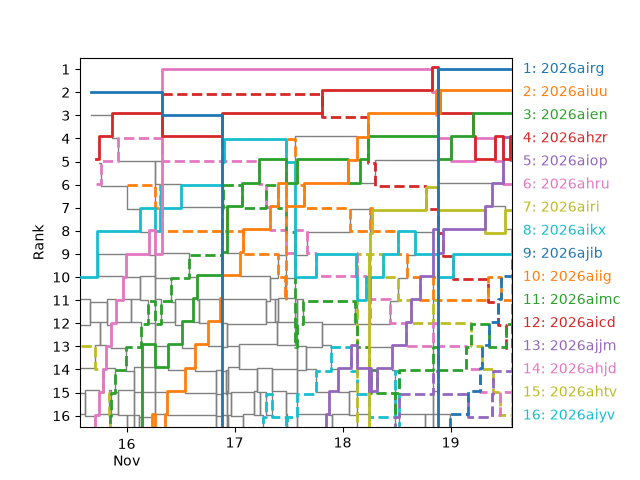 1
2
3
4
5
6
7
8
9
10
11
12
13
14
15
16
Rank
16
17
18
19
Nov
1: 2026airg
2: 2026aiuu
3: 2026aien
4: 2026ahzr
5: 2026aiop
6: 2026ahru
7: 2026airi
8: 2026aikx
9: 2026ajib
10: 2026aiig
11: 2026aimc
12: 2026aicd
13: 2026ajjm
14: 2026ahjd
15: 2026ahtv
16: 2026aiyv